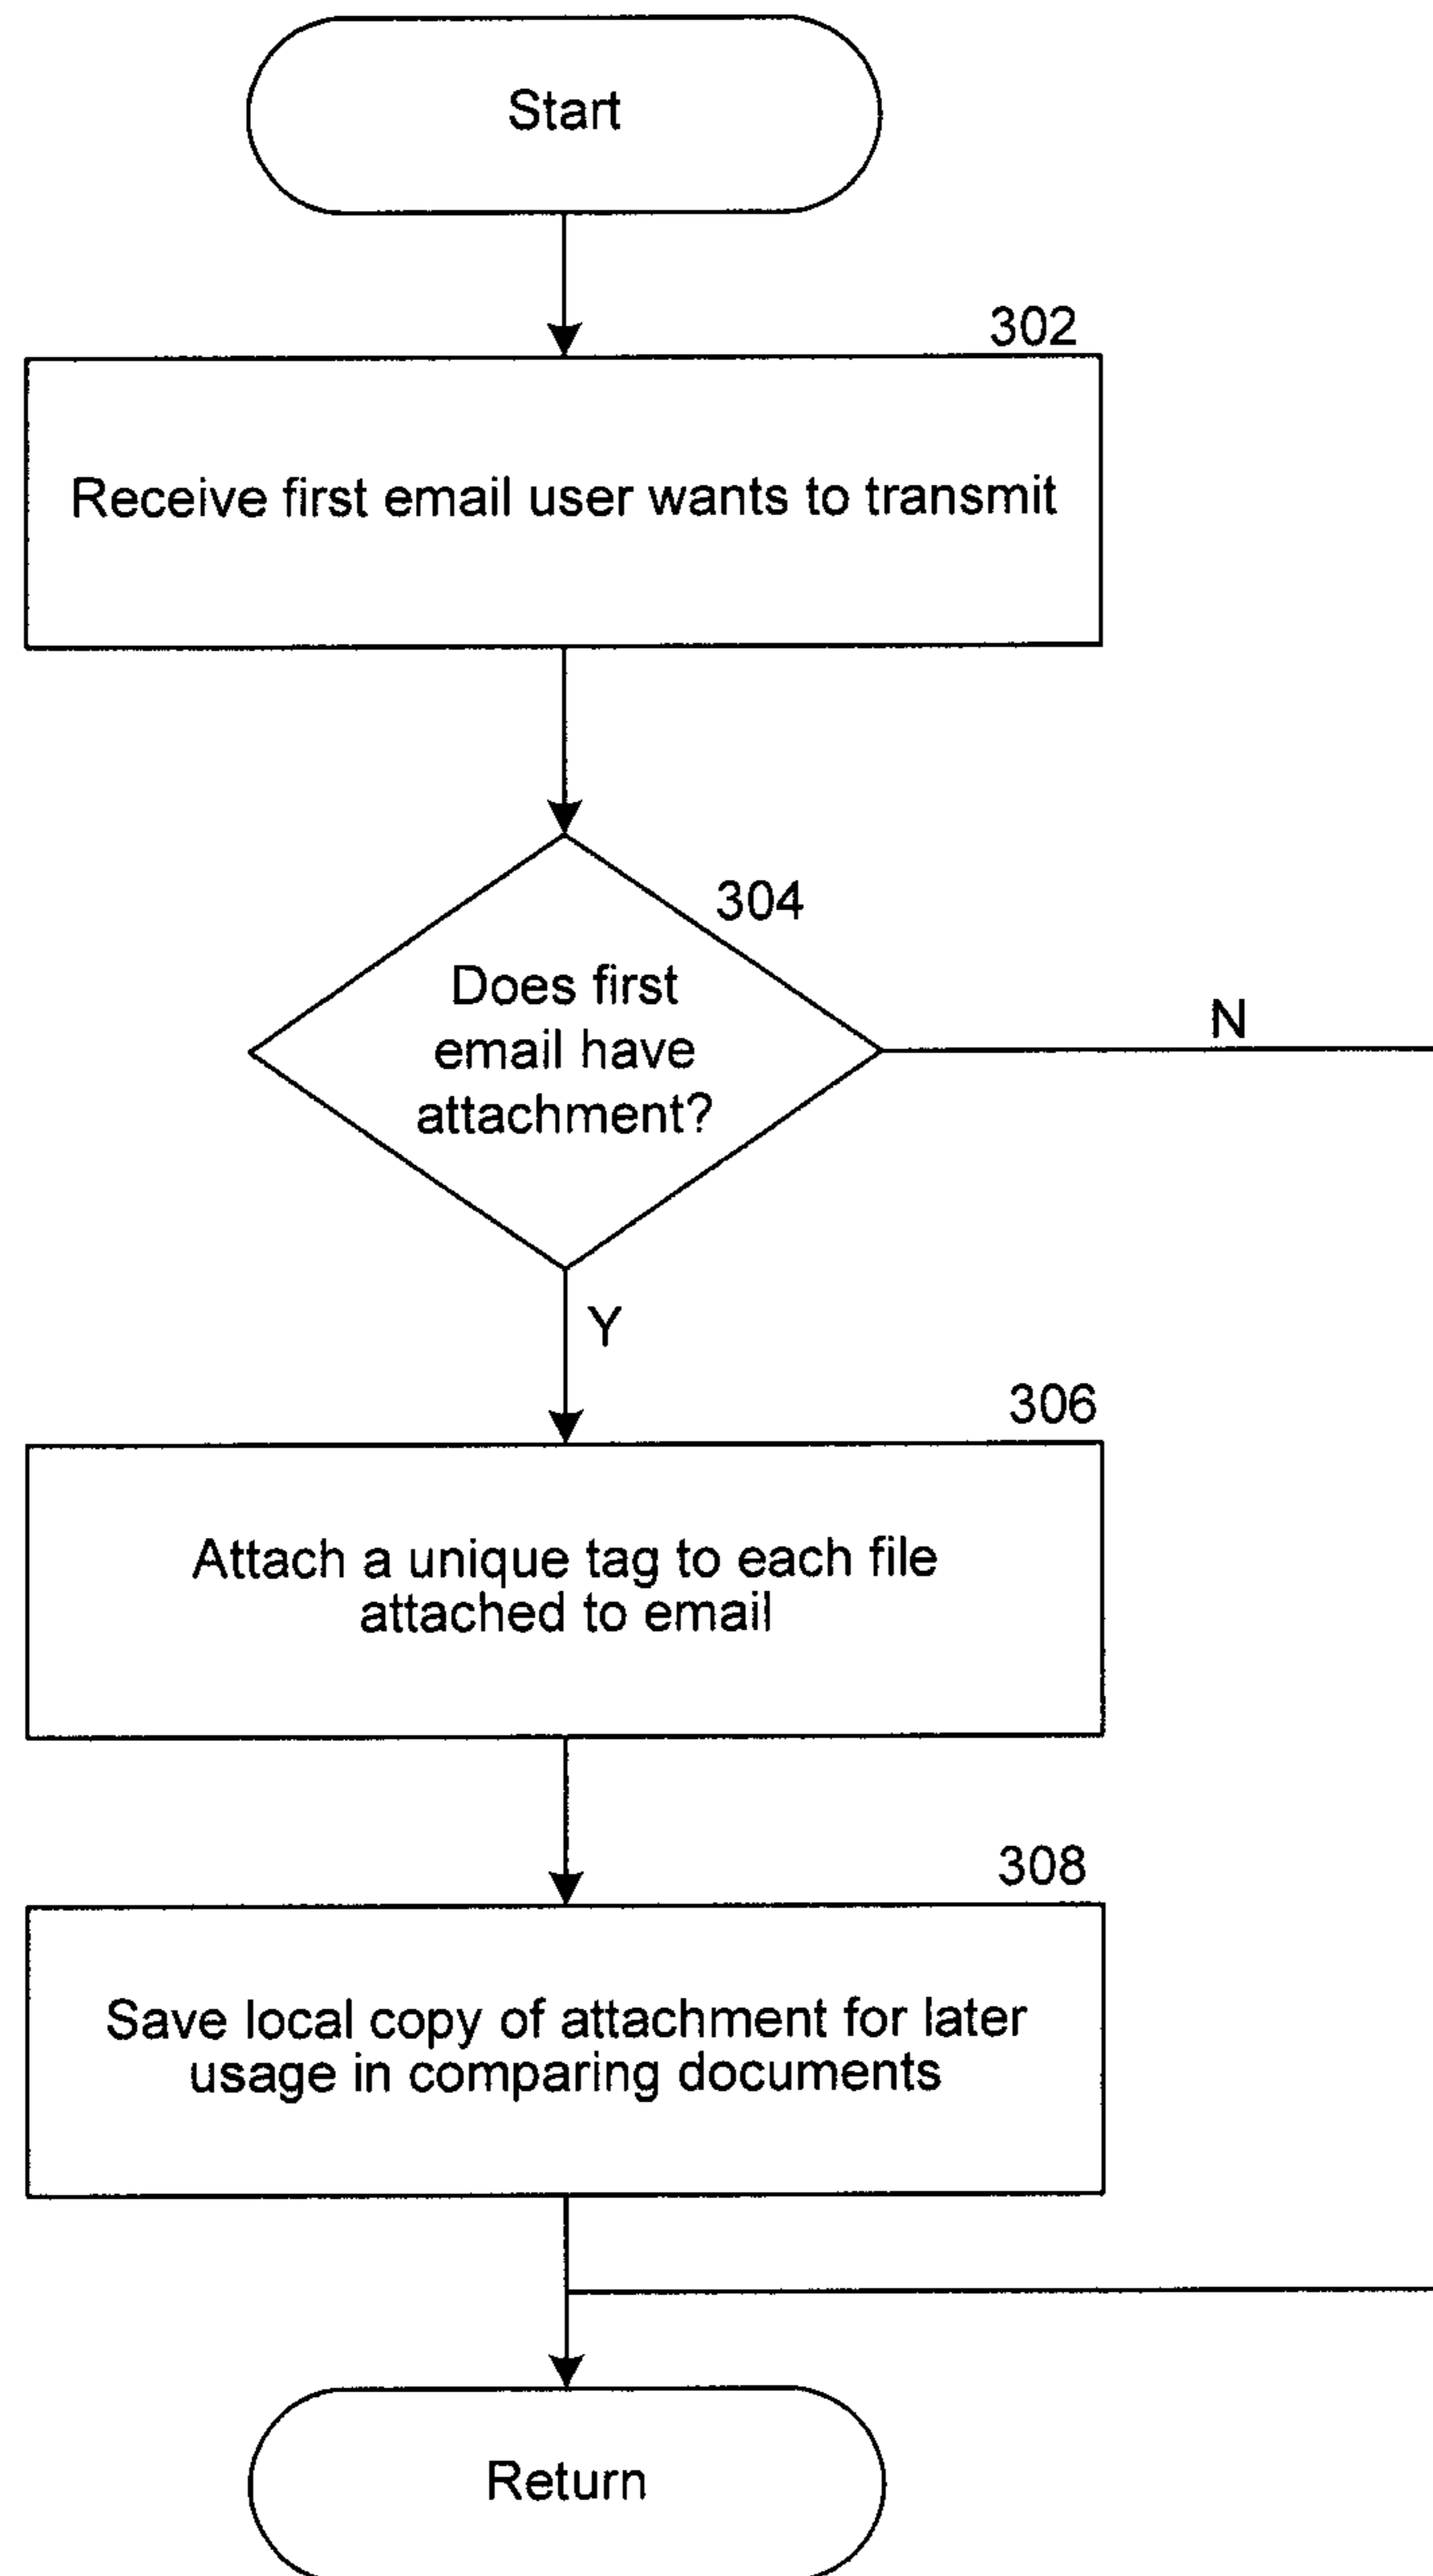 Start
302
Receive first email user wants to transmit
304
Does first
email have
attachment?
N
Y
306
Attach a unique tag to each file
attached to email
308
Save local copy of attachment for later
usage in comparing documents
Return